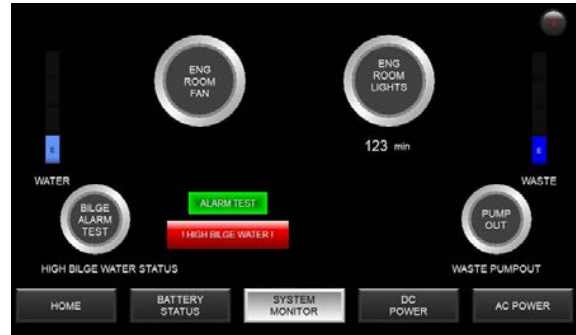 ENG
ROOM
FAN
ENG
ROOM
LIGHTS
123 min
E
E
WATER
WASTE
BILGE
ALARM
TEST
ALARM TEST
! HIGH BILGE WATER !
PUMP
OUT
HIGH BILGE WATER STATUS
WASTE PUMPOUT
HOME
BATTERY
STATUS
SYSTEM
MONITOR
DC
POWER
AC POWER